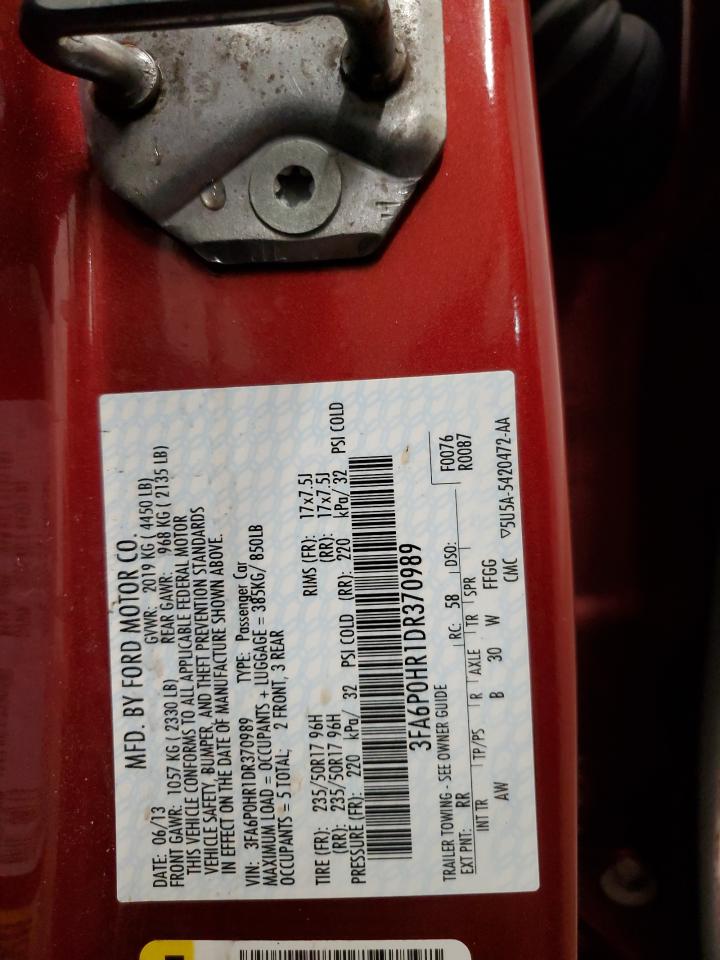 MFD. BY FORD MOTOR CO.
DATE: 06/13 GVWR: 2019 KG ( 4450 LB)
FRONT GAWR: 1057 KG ( 2330 LB) REAR GAWR: 968 KG ( 2135 LB)
THIS VEHICLE CONFORMS TO ALL APPLICABLE FEDERAL MOTOR
VEHICLE SAFETY, BUMPER, AND THEFT PREVENTION STANDARDS
IN EFFECT ON THE DATE OF MANUFACTURE SHOWN ABOVE.
VIN: 3FA6P0HR1DR370989 TYPE: Passenger Car
MAXIMUM LOAD = OCCUPANTS + LUGGAGE = 385KG/ 850LB
OCCUPANTS = 5 TOTAL; 2 FRONT, 3 REAR
TIRE (FR): 235/50R17 96H RIMS (FR): 17x7.5J
(RR): 235/50R17 96H (RR): 17x7.5J
PRESSURE (FR): 220 kPa/ 32 PSI COLD (RR): 220 kPa/ 32 PSI COLD
3FA6P0HR1DR370989
F0076
TRAILER TOWING - SEE OWNER GUIDE R0087
EXT PNT: RR RC: 58 DSO:
INT TR TP/PS R AXLE TR SPR
AW B 30 W FFGG
CMC ▽5U5A-5420472-AA